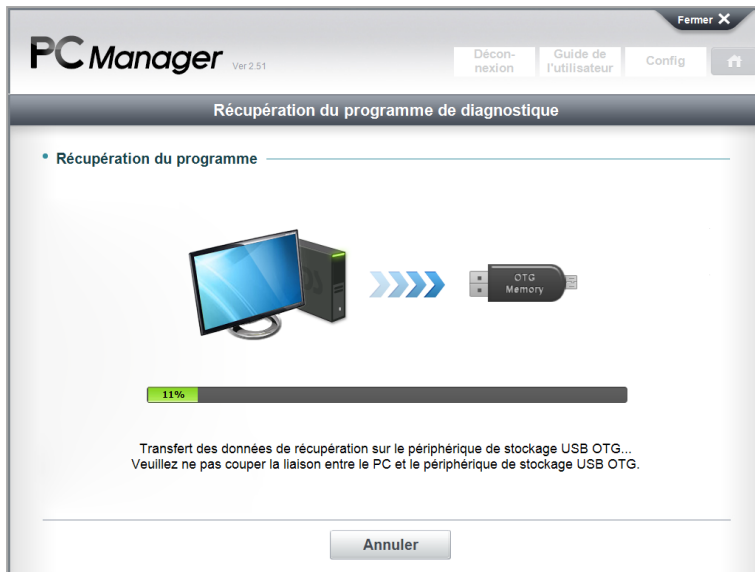 Fermer X
PC Manager Ver 2.51
Décon-
nexion
Guide de
l'utilisateur
Config
Récupération du programme de diagnostique
Récupération du programme
OTG
Memory
11%
Transfert des données de récupération sur le périphérique de stockage USB OTG...
Veuillez ne pas couper la liaison entre le PC et le périphérique de stockage USB OTG.
Annuler